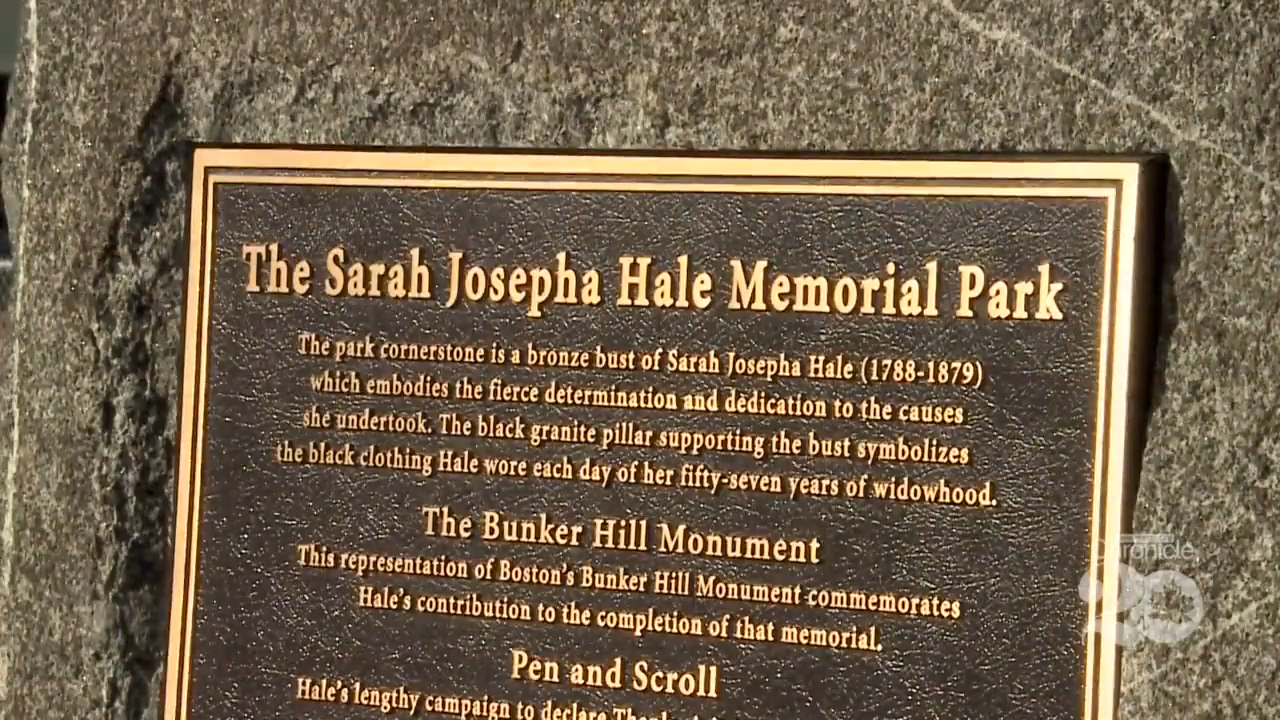 The Sarah Josepha Hale Memorial Park
The park cornerstone is a bronze bust of Sarah Josepha Hale (1788-1879)
which embodies the fierce determination and dedication to the causes
she undertook. The black granite pillar supporting the bust symbolizes
the black clothing Hale wore each day of her fifty-seven years of widowhood.
The Bunker Hill Monument
This representation of Boston's Bunker Hill Monument commemorates
Hale's contribution to the completion of that memorial.
Pen and Scroll
Hale's lengthy campaign to declare
chronicle
20